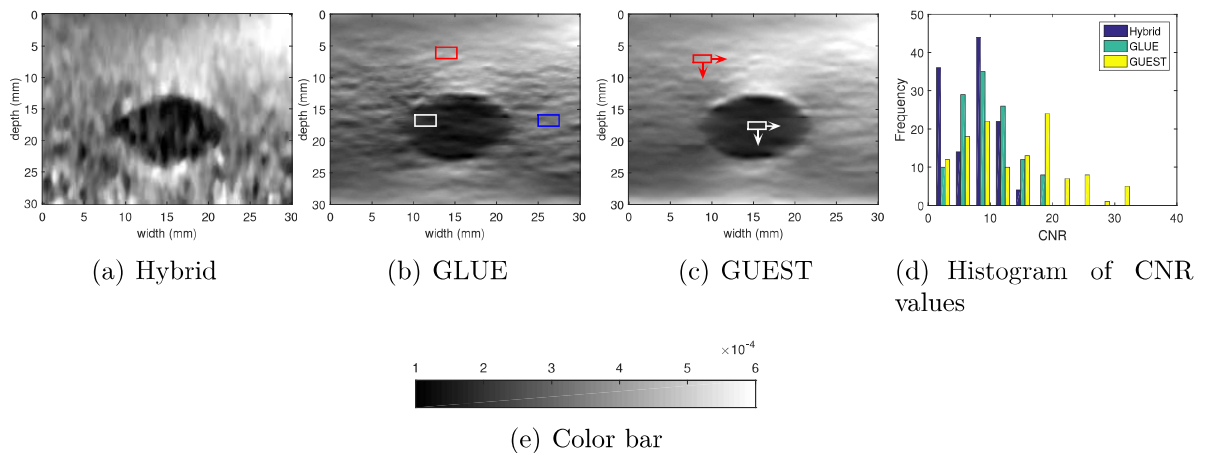 0
5
10
15
20
25
30
depth (mm)
0 5 10 15 20 25 30
width (mm)
(a) Hybrid
0
5
10
15
20
25
30
depth (mm)
0 5 10 15 20 25 30
width (mm)
(b) GLUE
0
5
10
15
20
25
30
depth (mm)
0 5 10 15 20 25 30
width (mm)
(c) GUEST
50
40
30
20
10
0
Frequency
Hybrid
GLUE
GUEST
0 10 20 30 40
CNR
(d) Histogram of CNR
values
×10-4
1 2 3 4 5 6
(e) Color bar